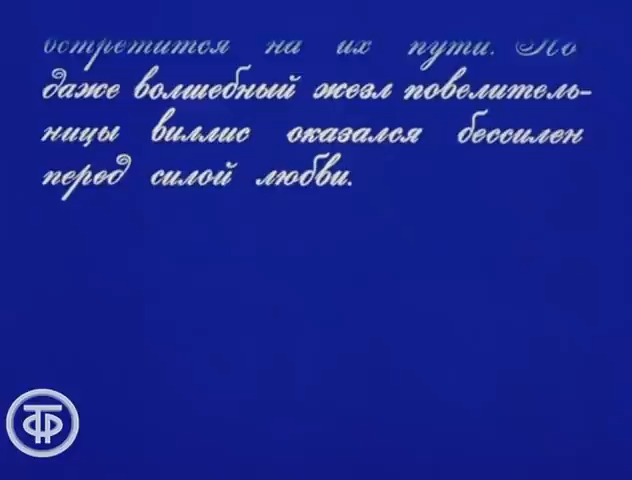 встретится на их пути. Но
даже волшебный жезл повелитель-
ницы виллис оказался бессилен
перед силой любви.